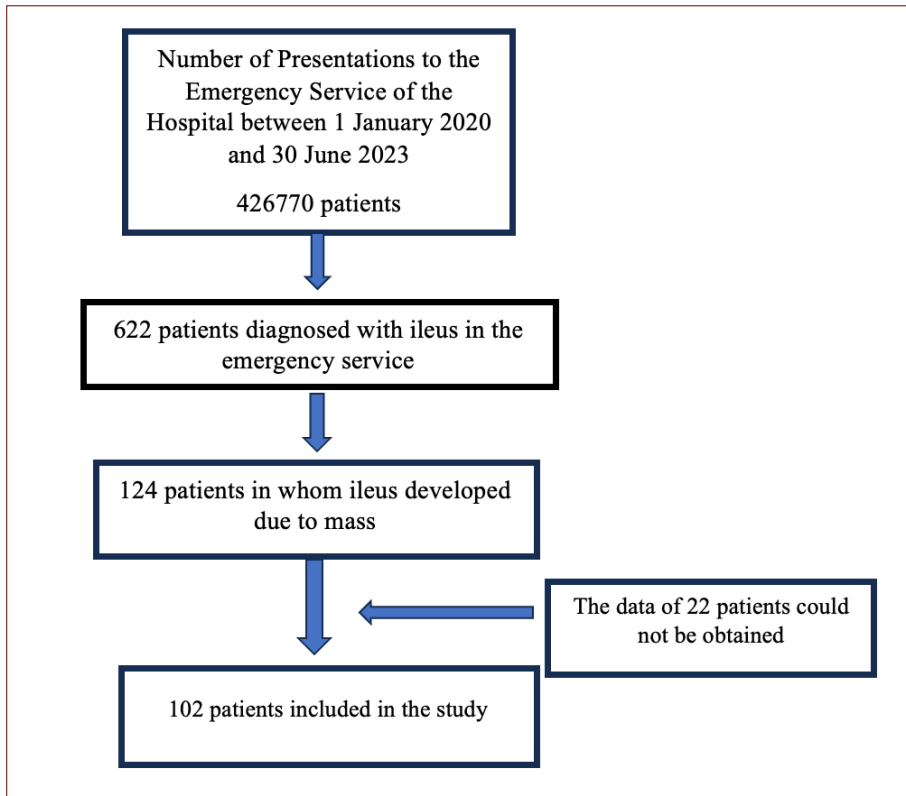 Number of Presentations to the
Emergency Service of the
Hospital between 1 January 2020
and 30 June 2023
426770 patients
622 patients diagnosed with ileus in the
emergency service
124 patients in whom ileus developed
due to mass
The data of 22 patients could
not be obtained
102 patients included in the study